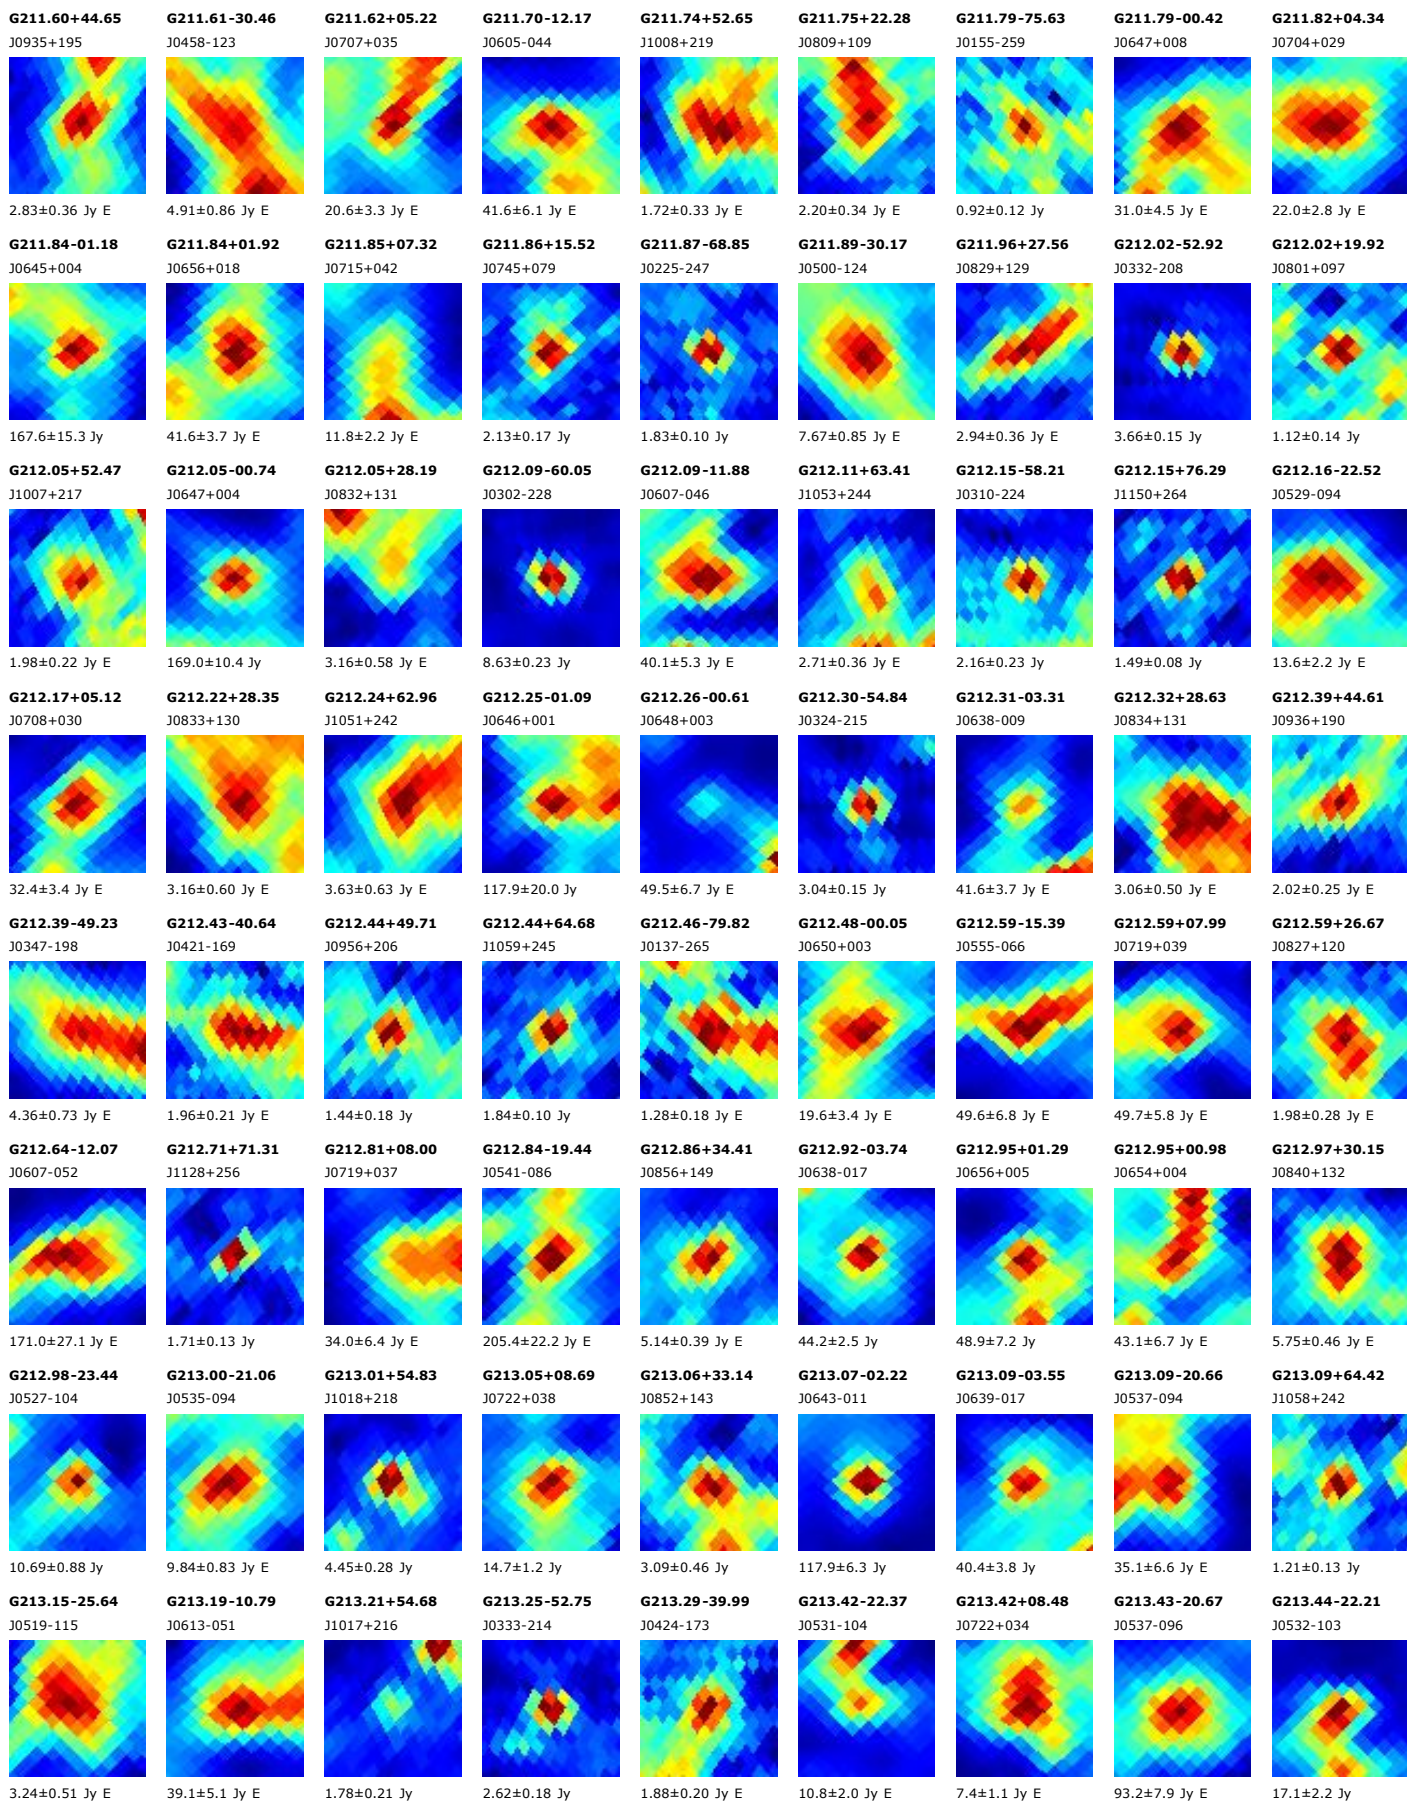 G211.60+44.65 G211.61-30.46 G211.62+05.22 G211.70-12.17 G211.74+52.65 G211.75+22.28 G211.79-75.63 G211.79-00.42 G211.82+04.34
J0935+195 J0458-123 J0707+035 J0605-044 J1008+219 J0809+109 J0155-259 J0647+008 J0704+029
2.83±0.36 Jy E 4.91±0.86 Jy E 20.6±3.3 Jy E 41.6±6.1 Jy E 1.72±0.33 Jy E 2.20±0.34 Jy E 0.92±0.12 Jy 31.0±4.5 Jy E 22.0±2.8 Jy E
G211.84-01.18 G211.84+01.92 G211.85+07.32 G211.86+15.52 G211.87-68.85 G211.89-30.17 G211.96+27.56 G212.02-52.92 G212.02+19.92
J0645+004 J0656+018 J0715+042 J0745+079 J0225-247 J0500-124 J0829+129 J0332-208 J0801+097
167.6±15.3 Jy 41.6±3.7 Jy E 11.8±2.2 Jy E 2.13±0.17 Jy 1.83±0.10 Jy 7.67±0.85 Jy E 2.94±0.36 Jy E 3.66±0.15 Jy 1.12±0.14 Jy
G212.05+52.47 G212.05-00.74 G212.05+28.19 G212.09-60.05 G212.09-11.88 G212.11+63.41 G212.15-58.21 G212.15+76.29 G212.16-22.52
J1007+217 J0647+004 J0832+131 J0302-228 J0607-046 J1053+244 J0310-224 J1150+264 J0529-094
1.98±0.22 Jy E 169.0±10.4 Jy 3.16±0.58 Jy E 8.63±0.23 Jy 40.1±5.3 Jy E 2.71±0.36 Jy E 2.16±0.23 Jy 1.49±0.08 Jy 13.6±2.2 Jy E
G212.17+05.12 G212.22+28.35 G212.24+62.96 G212.25-01.09 G212.26-00.61 G212.30-54.84 G212.31-03.31 G212.32+28.63 G212.39+44.61
J0708+030 J0833+130 J1051+242 J0646+001 J0648+003 J0324-215 J0638-009 J0834+131 J0936+190
32.4±3.4 Jy E 3.16±0.60 Jy E 3.63±0.63 Jy E 117.9±20.0 Jy 49.5±6.7 Jy E 3.04±0.15 Jy 41.6±3.7 Jy E 3.06±0.50 Jy E 2.02±0.25 Jy E
G212.39-49.23 G212.43-40.64 G212.44+49.71 G212.44+64.68 G212.46-79.82 G212.48-00.05 G212.59-15.39 G212.59+07.99 G212.59+26.67
J0347-198 J0421-169 J0956+206 J1059+245 J0137-265 J0650+003 J0555-066 J0719+039 J0827+120
4.36±0.73 Jy E 1.96±0.21 Jy E 1.44±0.18 Jy 1.84±0.10 Jy 1.28±0.18 Jy E 19.6±3.4 Jy E 49.6±6.8 Jy E 49.7±5.8 Jy E 1.98±0.28 Jy E
G212.64-12.07 G212.71+71.31 G212.81+08.00 G212.84-19.44 G212.86+34.41 G212.92-03.74 G212.95+01.29 G212.95+00.98 G212.97+30.15
J0607-052 J1128+256 J0719+037 J0541-086 J0856+149 J0638-017 J0656+005 J0654+004 J0840+132
171.0±27.1 Jy E 1.71±0.13 Jy 34.0±6.4 Jy E 205.4±22.2 Jy E 5.14±0.39 Jy E 44.2±2.5 Jy 48.9±7.2 Jy 43.1±6.7 Jy E 5.75±0.46 Jy E
G212.98-23.44 G213.00-21.06 G213.01+54.83 G213.05+08.69 G213.06+33.14 G213.07-02.22 G213.09-03.55 G213.09-20.66 G213.09+64.42
J0527-104 J0535-094 J1018+218 J0722+038 J0852+143 J0643-011 J0639-017 J0537-094 J1058+242
10.69±0.88 Jy 9.84±0.83 Jy E 4.45±0.28 Jy 14.7±1.2 Jy 3.09±0.46 Jy 117.9±6.3 Jy 40.4±3.8 Jy 35.1±6.6 Jy E 1.21±0.13 Jy
G213.15-25.64 G213.19-10.79 G213.21+54.68 G213.25-52.75 G213.29-39.99 G213.42-22.37 G213.42+08.48 G213.43-20.67 G213.44-22.21
J0519-115 J0613-051 J1017+216 J0333-214 J0424-173 J0531-104 J0722+034 J0537-096 J0532-103
3.24±0.51 Jy E 39.1±5.1 Jy E 1.78±0.21 Jy 2.62±0.18 Jy 1.88±0.20 Jy E 10.8±2.0 Jy E 7.4±1.1 Jy E 93.2±7.9 Jy E 17.1±2.2 Jy